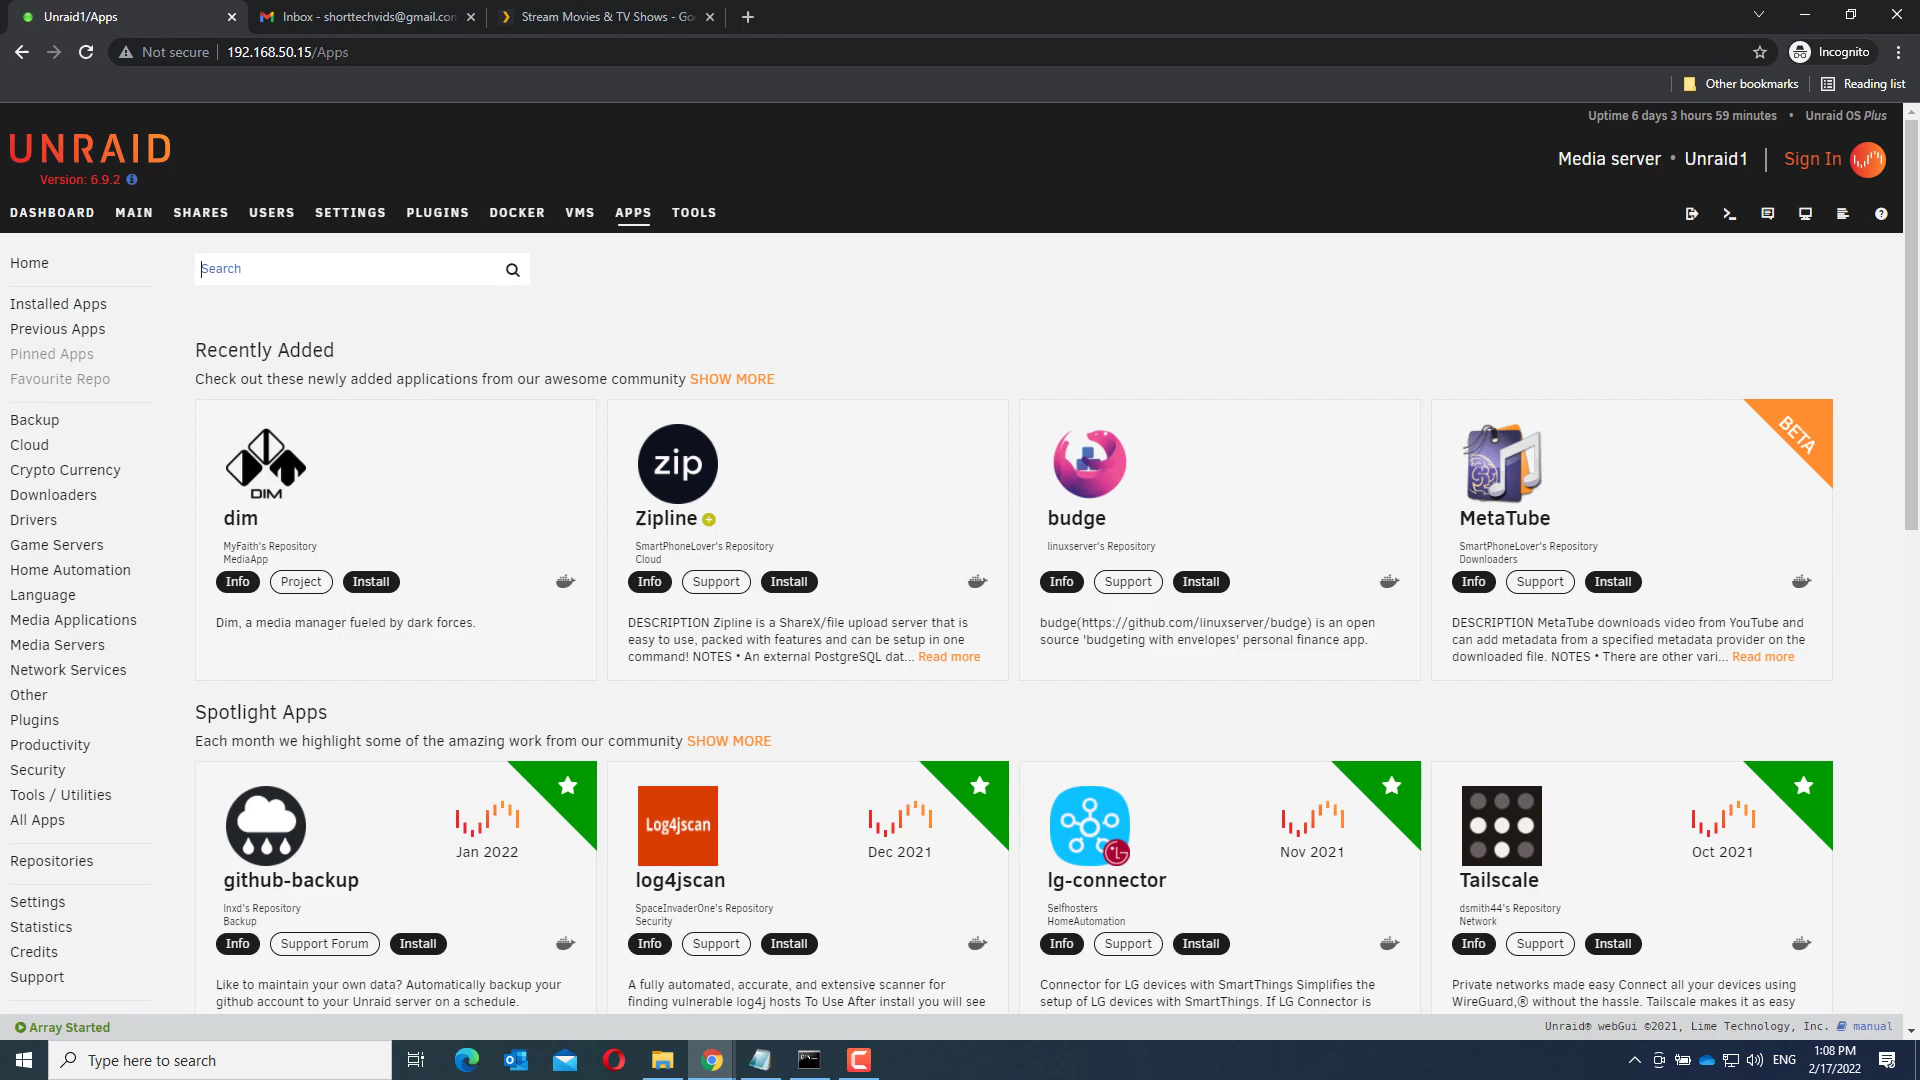 Unraid1/Apps
Inbox - shorttechvids@gmail.com
Stream Movies & TV Shows - Go
Not secure
192.168.50.15/Apps
Incognito
Other bookmarks
Reading list
Uptime 6 days 3 hours 59 minutes • Unraid OS Plus
UNRAID
Version: 6.9.2
Media server • Unraid1
Sign In
DASHBOARD MAIN SHARES USERS SETTINGS PLUGINS DOCKER VMS APPS TOOLS
Home
Installed Apps
Previous Apps
Pinned Apps
Favourite Repo
Backup
Cloud
Crypto Currency
Downloaders
Drivers
Game Servers
Home Automation
Language
Media Applications
Media Servers
Network Services
Other
Plugins
Productivity
Security
Tools / Utilities
All Apps
Repositories
Settings
Statistics
Credits
Support
Search
Recently Added
Check out these newly added applications from our awesome community SHOW MORE
DIM
dim
MyFaith's Repository
MediaApp
Info Project Install
Dim, a media manager fueled by dark forces.
zip
Zipline
SmartPhoneLover's Repository
Cloud
Info Support Install
DESCRIPTION Zipline is a ShareX/file upload server that is
easy to use, packed with features and can be setup in one
command! NOTES • An external PostgreSQL dat... Read more
budge
linuxserver's Repository
Info Support Install
budge(https://github.com/linuxserver/budge) is an open
source 'budgeting with envelopes' personal finance app.
BETA
MetaTube
SmartPhoneLover's Repository
Downloaders
Info Support Install
DESCRIPTION MetaTube downloads video from YouTube and
can add metadata from a specified metadata provider on the
downloaded file. NOTES • There are other vari... Read more
Spotlight Apps
Each month we highlight some of the amazing work from our community SHOW MORE
Jan 2022
github-backup
lnxd's Repository
Backup
Info Support Forum Install
Like to maintain your own data? Automatically backup your
github account to your Unraid server on a schedule.
Log4jscan
Dec 2021
log4jscan
SpaceInvaderOne's Repository
Security
Info Support Install
A fully automated, accurate, and extensive scanner for
finding vulnerable log4j hosts To Use After install you will see
LG
Nov 2021
lg-connector
Selfhosters
HomeAutomation
Info Support Install
Connector for LG devices with SmartThings Simplifies the
setup of LG devices with SmartThings. If LG Connector is
Oct 2021
Tailscale
dsmith44's Repository
Network
Info Support Install
Private networks made easy Connect all your devices using
WireGuard,® without the hassle. Tailscale makes it as easy
Array Started
Unraid® webGui ©2021, Lime Technology, Inc. manual
Type here to search
ENG
1:08 PM
2/17/2022